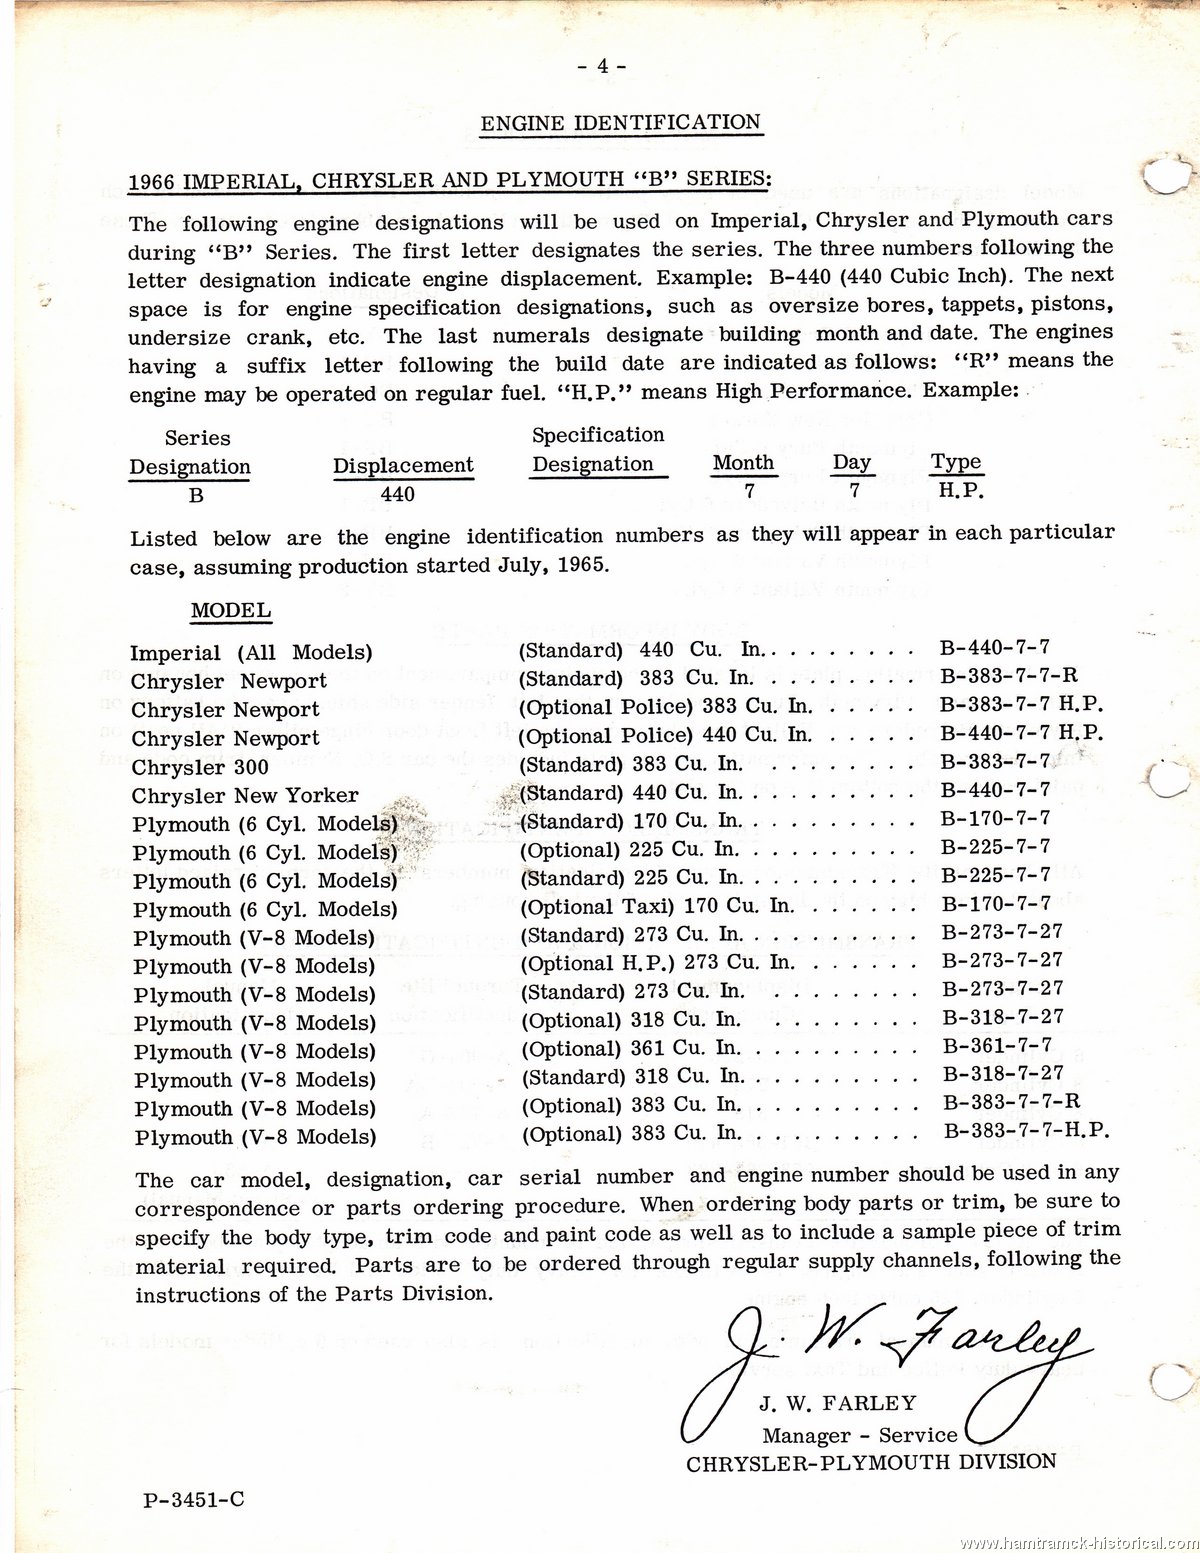 - 4 -
ENGINE IDENTIFICATION
1966 IMPERIAL, CHRYSLER AND PLYMOUTH “B” SERIES:
The following engine designations will be used on Imperial, Chrysler and Plymouth cars
during “B” Series. The first letter designates the series. The three numbers following the
letter designation indicate engine displacement. Example: B-440 (440 Cubic Inch). The next
space is for engine specification designations, such as oversize bores, tappets, pistons,
undersize crank, etc. The last numerals designate building month and date. The engines
having a suffix letter following the build date are indicated as follows: “R” means the
engine may be operated on regular fuel. “H.P.” means High Performance. Example:
Series Specification
Designation Displacement Designation Month Day Type
B 440 7 7 H.P.
Listed below are the engine identification numbers as they will appear in each particular
case, assuming production started July, 1965.
MODEL
Imperial (All Models) (Standard) 440 Cu. In.. . . . . . . . . B-440-7-7
Chrysler Newport (Standard) 383 Cu. In. . . . . . . . . B-383-7-7-R
Chrysler Newport (Optional Police) 383 Cu. In. . . . . . B-383-7-7 H.P.
Chrysler Newport (Optional Police) 440 Cu. In. . . . . . B-440-7-7 H.P.
Chrysler 300 (Standard) 383 Cu. In. . . . . . . . . B-383-7-7
Chrysler New Yorker (Standard) 440 Cu. In. . . . . . . . . . B-440-7-7
Plymouth (6 Cyl. Models) (Standard) 170 Cu. In. . . . . . . . . . B-170-7-7
Plymouth (6 Cyl. Models) (Optional) 225 Cu. In. . . . . . . . . . B-225-7-7
Plymouth (6 Cyl. Models) (Standard) 225 Cu. In. . . . . . . . . . B-225-7-7
Plymouth (6 Cyl. Models) (Optional Taxi) 170 Cu. In. . . . . . . B-170-7-7
Plymouth (V-8 Models) (Standard) 273 Cu. In. . . . . . . . . . B-273-7-27
Plymouth (V-8 Models) (Optional H.P.) 273 Cu. In. . . . . . . B-273-7-27
Plymouth (V-8 Models) (Standard) 273 Cu. In. . . . . . . . . B-273-7-27
Plymouth (V-8 Models) (Optional) 318 Cu. In. . . . . . . . . B-318-7-27
Plymouth (V-8 Models) (Optional) 361 Cu. In. . . . . . . . . . B-361-7-7
Plymouth (V-8 Models) (Standard) 318 Cu. In. . . . . . . . . . B-318-7-27
Plymouth (V-8 Models) (Optional) 383 Cu. In. . . . . . . . . . B-383-7-7-R
Plymouth (V-8 Models) (Optional) 383 Cu. In. . . . . . . . . . B-383-7-7-H.P.
The car model, designation, car serial number and engine number should be used in any
correspondence or parts ordering procedure. When ordering body parts or trim, be sure to
specify the body type, trim code and paint code as well as to include a sample piece of trim
material required. Parts are to be ordered through regular supply channels, following the
instructions of the Parts Division.
J. W. Farley
J. W. FARLEY
Manager - Service
CHRYSLER-PLYMOUTH DIVISION
P-3451-C
www.hamtramck-historical.com